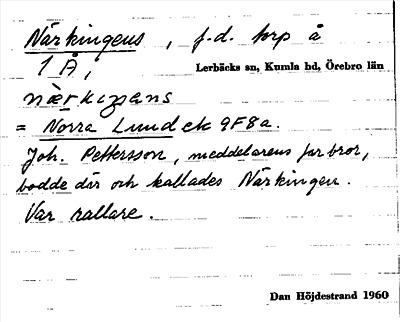 Närkingens, f.d. torp å
1 Å,
Lerbäcks sn, Kumla hd, Örebro län
nærkiŋens
= Norra Lund ek 9F8a.
Joh. Pettersson, meddelarens farbror,
bodde där och kallades Närkingen.
Var rallare.
Dan Höjdestrand 1960